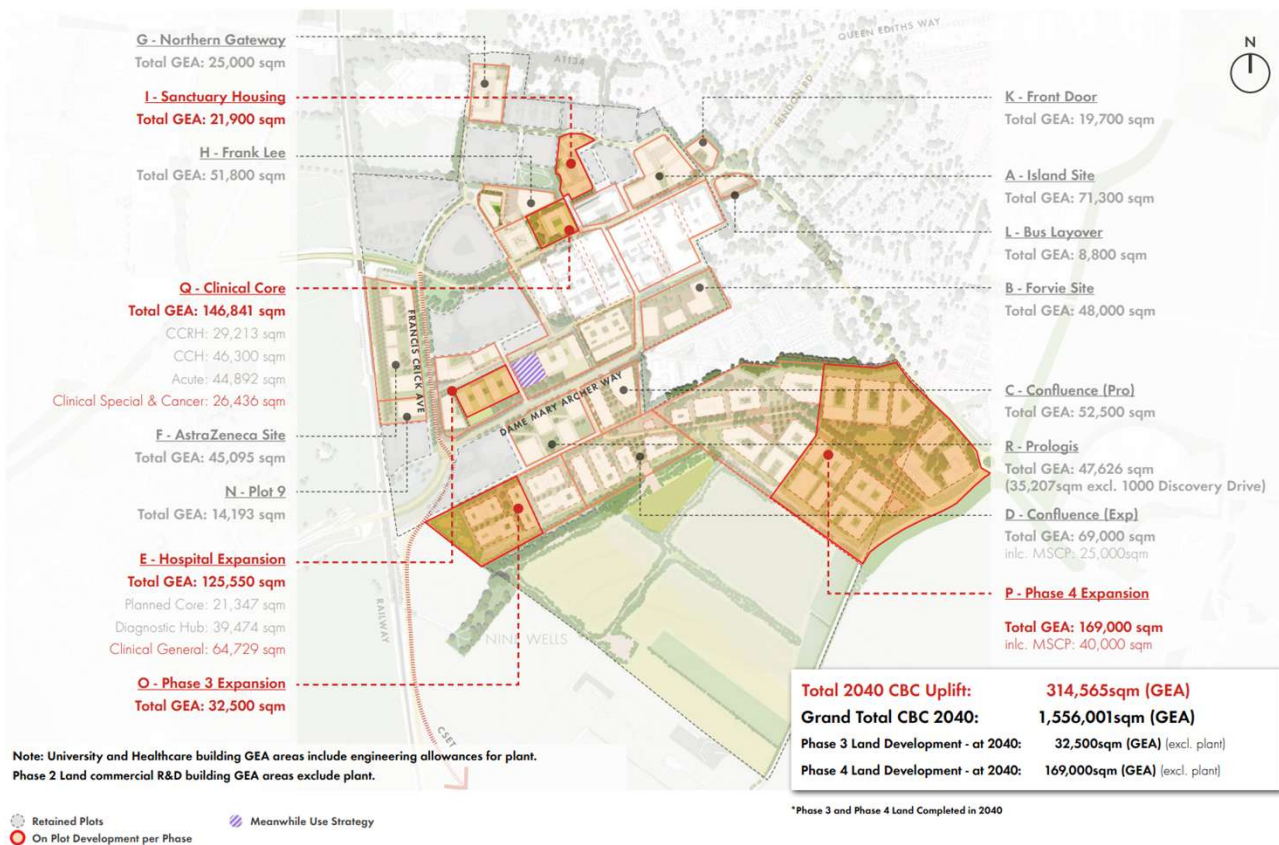 G - Northern Gateway
Total GEA: 25,000 sqm
I - Sanctuary Housing
Total GEA: 21,900 sqm
H - Frank Lee
Total GEA: 51,800 sqm
Q - Clinical Core
Total GEA: 146,841 sqm
CCRH: 29,213 sqm
CCH: 46,300 sqm
Acute: 44,892 sqm
Clinical Special & Cancer: 26,436 sqm
F - AstraZeneca Site
Total GEA: 45,095 sqm
N - Plot 9
Total GEA: 14,193 sqm
E - Hospital Expansion
Total GEA: 125,550 sqm
Planned Core: 21,347 sqm
Diagnostic Hub: 39,474 sqm
Clinical General: 64,729 sqm
O - Phase 3 Expansion
Total GEA: 32,500 sqm
A1134
QUEEN EDITHS WAY
FENDON RD
FRANCIS CRICK AVE
DAME MARY ARCHER WAY
NINE WELLS
RAILWAY
CSET
N
K - Front Door
Total GEA: 19,700 sqm
A - Island Site
Total GEA: 71,300 sqm
L - Bus Layover
Total GEA: 8,800 sqm
B - Forvie Site
Total GEA: 48,000 sqm
C - Confluence (Pro)
Total GEA: 52,500 sqm
R - Prologis
Total GEA: 47,626 sqm
(35,207sqm excl. 1000 Discovery Drive)
D - Confluence (Exp)
Total GEA: 69,000 sqm
inlc. MSCP: 25,000sqm
P - Phase 4 Expansion
Total GEA: 169,000 sqm
inlc. MSCP: 40,000 sqm
Total 2040 CBC Uplift: 314,565sqm (GEA)
Grand Total CBC 2040: 1,556,001sqm (GEA)
Phase 3 Land Development - at 2040: 32,500sqm (GEA) (excl. plant)
Phase 4 Land Development - at 2040: 169,000sqm (GEA) (excl. plant)
*Phase 3 and Phase 4 Land Completed in 2040
Note: University and Healthcare building GEA areas include engineering allowances for plant.
Phase 2 Land commercial R&D building GEA areas exclude plant.
Retained Plots
Meanwhile Use Strategy
On Plot Development per Phase